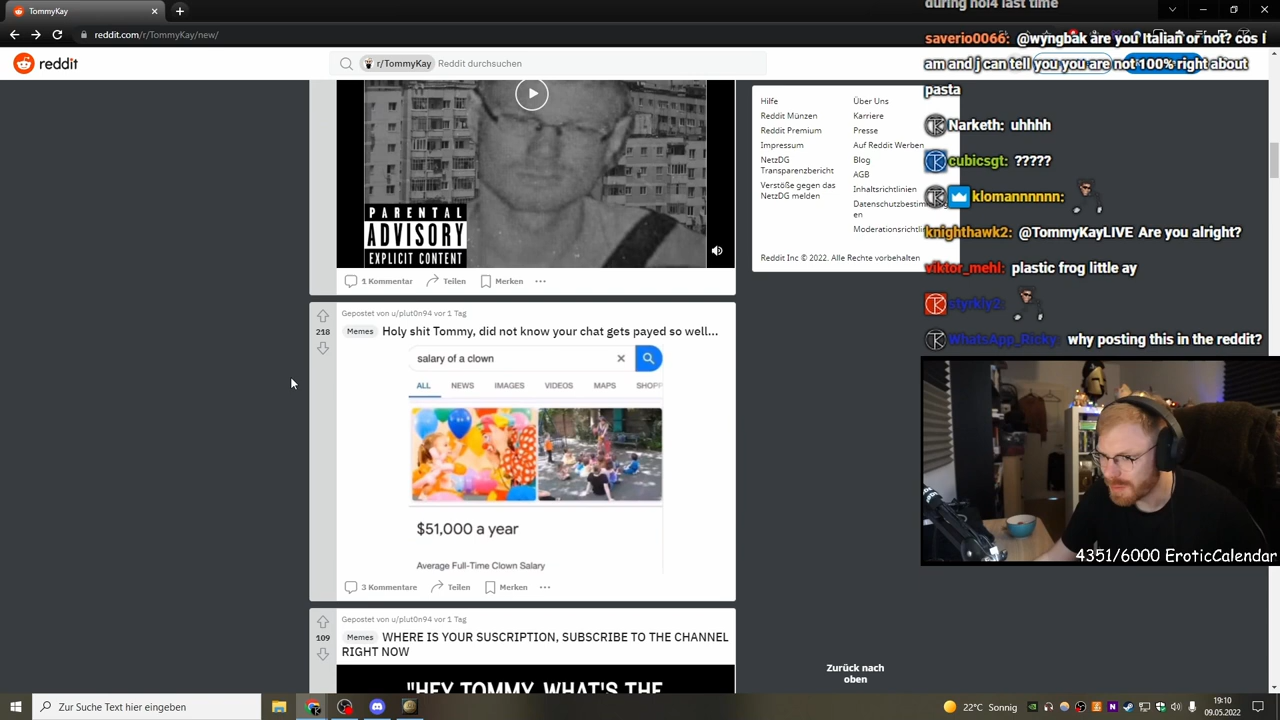 TommyKay
reddit.com/r/TommyKay/new/
reddit
r/TommyKay
Reddit durchsuchen
PARENTAL
ADVISORY
EXPLICIT CONTENT
1 Kommentar
Teilen
Merken
218
Gepostet von u/plut0n94 vor 1 Tag
Memes
Holy shit Tommy, did not know your chat gets payed so well...
salary of a clown
ALL
NEWS
IMAGES
VIDEOS
MAPS
SHOPP
$51,000 a year
Average Full-Time Clown Salary
3 Kommentare
Teilen
Merken
109
Gepostet von u/plut0n94 vor 1 Tag
Memes
WHERE IS YOUR SUSCRIPTION, SUBSCRIBE TO THE CHANNEL
RIGHT NOW
"HEY TOMMY, WHAT'S THE
Hilfe
Reddit Münzen
Reddit Premium
Impressum
NetzDG
Transparenzbericht
Verstöße gegen das
NetzDG melden
Über Uns
Karriere
Presse
Auf Reddit Werben
Blog
AGB
Inhaltsrichtlinien
Reddit Inc © 2022. Alle Rechte vorbehalten
Zurück nach
oben
during hoi4 last time
saverio0066: @wyngbak are you Italian or not? cos I
am and j can tell you you are not 100% right about
pasta
Narketh: uhhhh
cubicsgt: ?????
klomannnnnn:
knighthawk2: @TommyKayLIVE Are you alright?
viktor_mehl: plastic frog little ay
styrkly2:
WhatsApp_Ricky: why posting this in the reddit?
4351/6000 EroticCalendar
Zur Suche Text hier eingeben
22°C Sonnig
19:10
09.05.2022